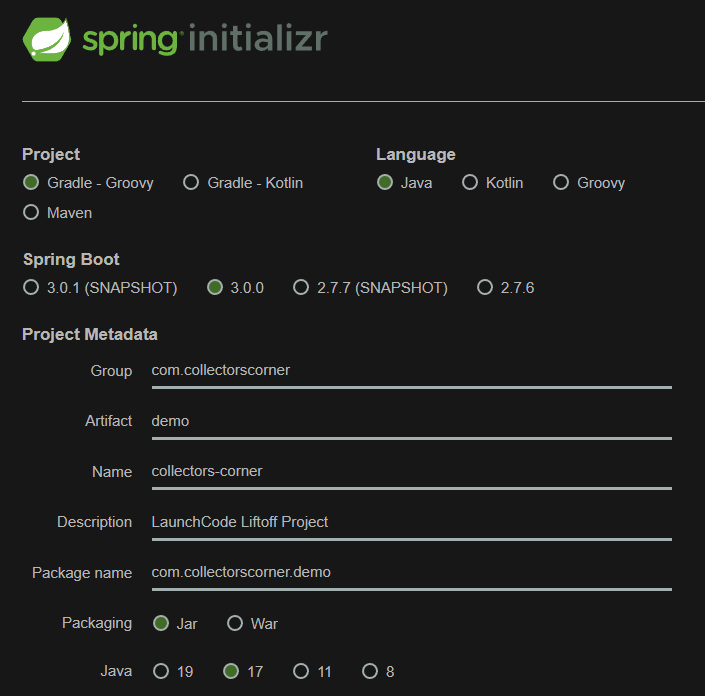 spring initializr
Project
Language
Gradle - Groovy Gradle - Kotlin
Java Kotlin Groovy
Maven
Spring Boot
3.0.1 (SNAPSHOT) 3.0.0 2.7.7 (SNAPSHOT) 2.7.6
Project Metadata
Group com.collectorscorner
Artifact demo
Name collectors-corner
Description LaunchCode Liftoff Project
Package name com.collectorscorner.demo
Packaging Jar War
Java 19 17 11 8